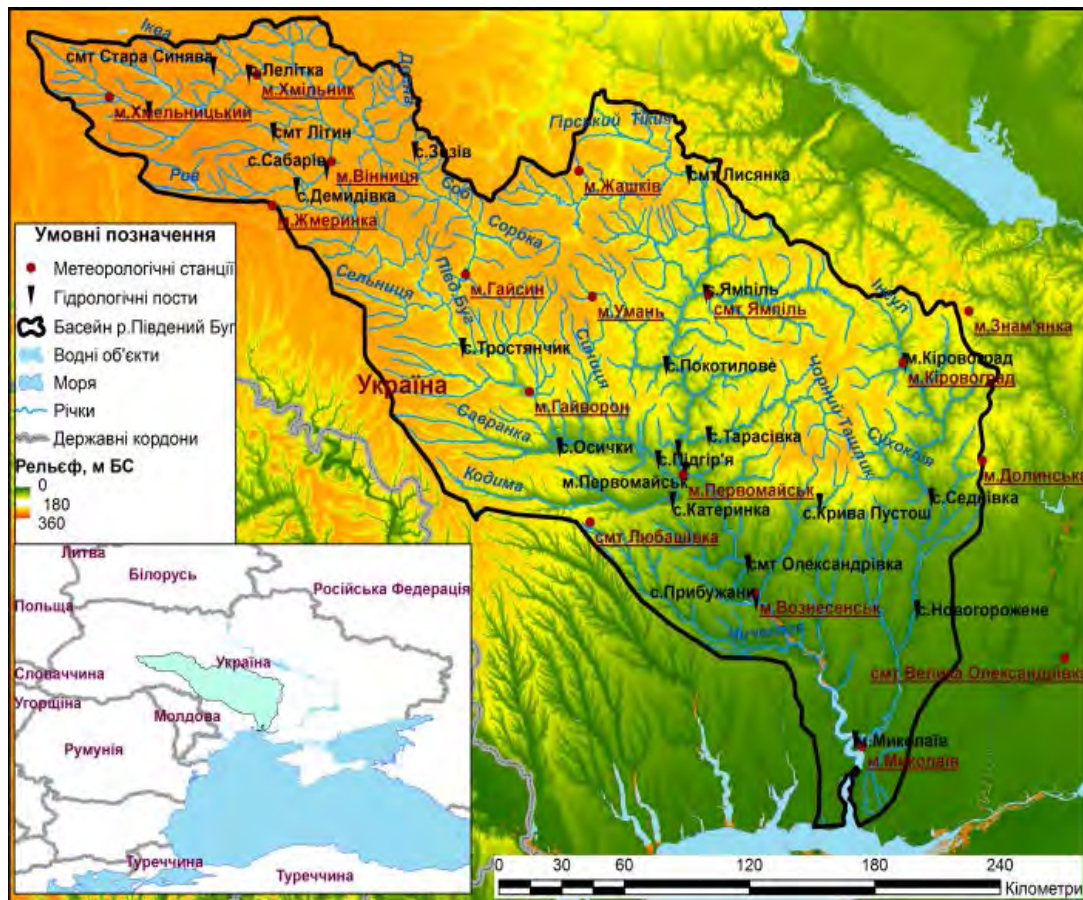 Іква
смт Стара Синява
с.Лелітка
м.Хмільник
м.Хмельницький
Десна
Гірський Тікич
смт Літин
с.Зозів
с.Сабарів
м.Вінниця
смт Лисянка
Ров
Соб
м.Жашків
с.Демидівка
м.Жмеринка
Сорбка
Умовні позначення
Метеорологічні станції
Гідрологічні пости
Басейн р.Південий Буг
Водні об'єкти
Моря
Річки
Державні кордони
Рельєф, м БС
0
180
360
Сельниця
Півд.Буг
м.Гайсин
с.Ямпіль
Інгул
м.Умань
смт Ямпіль
м.Знам'янка
с.Тростянчик
Синиця
с.Покотилове
м.Кіровоград
м.Кіровоград
Україна
Чорний Ташлик
м.Гайворон
Савранка
с.Тарасівка
Сухоклія
с.Осички
с.Підгір'я
м.Долинська
Кодима
м.Первомайськ
м.Первомайськ
с.Седнівка
с.Катеринка
с.Крива Пустош
смт Любашівка
смт Олександрівка
с.Прибужани
м.Вознесенськ
с.Новогорожене
Чичиклія
смт Велика Олександрівка
м.Миколаїв
м.Миколаїв
Литва
Білорусь
Російська Федерація
Польща
Україна
Словаччина
Угорщіна
Молдова
Румунія
Туреччина
Туреччина
0 30 60 120 180 240
Кілометри